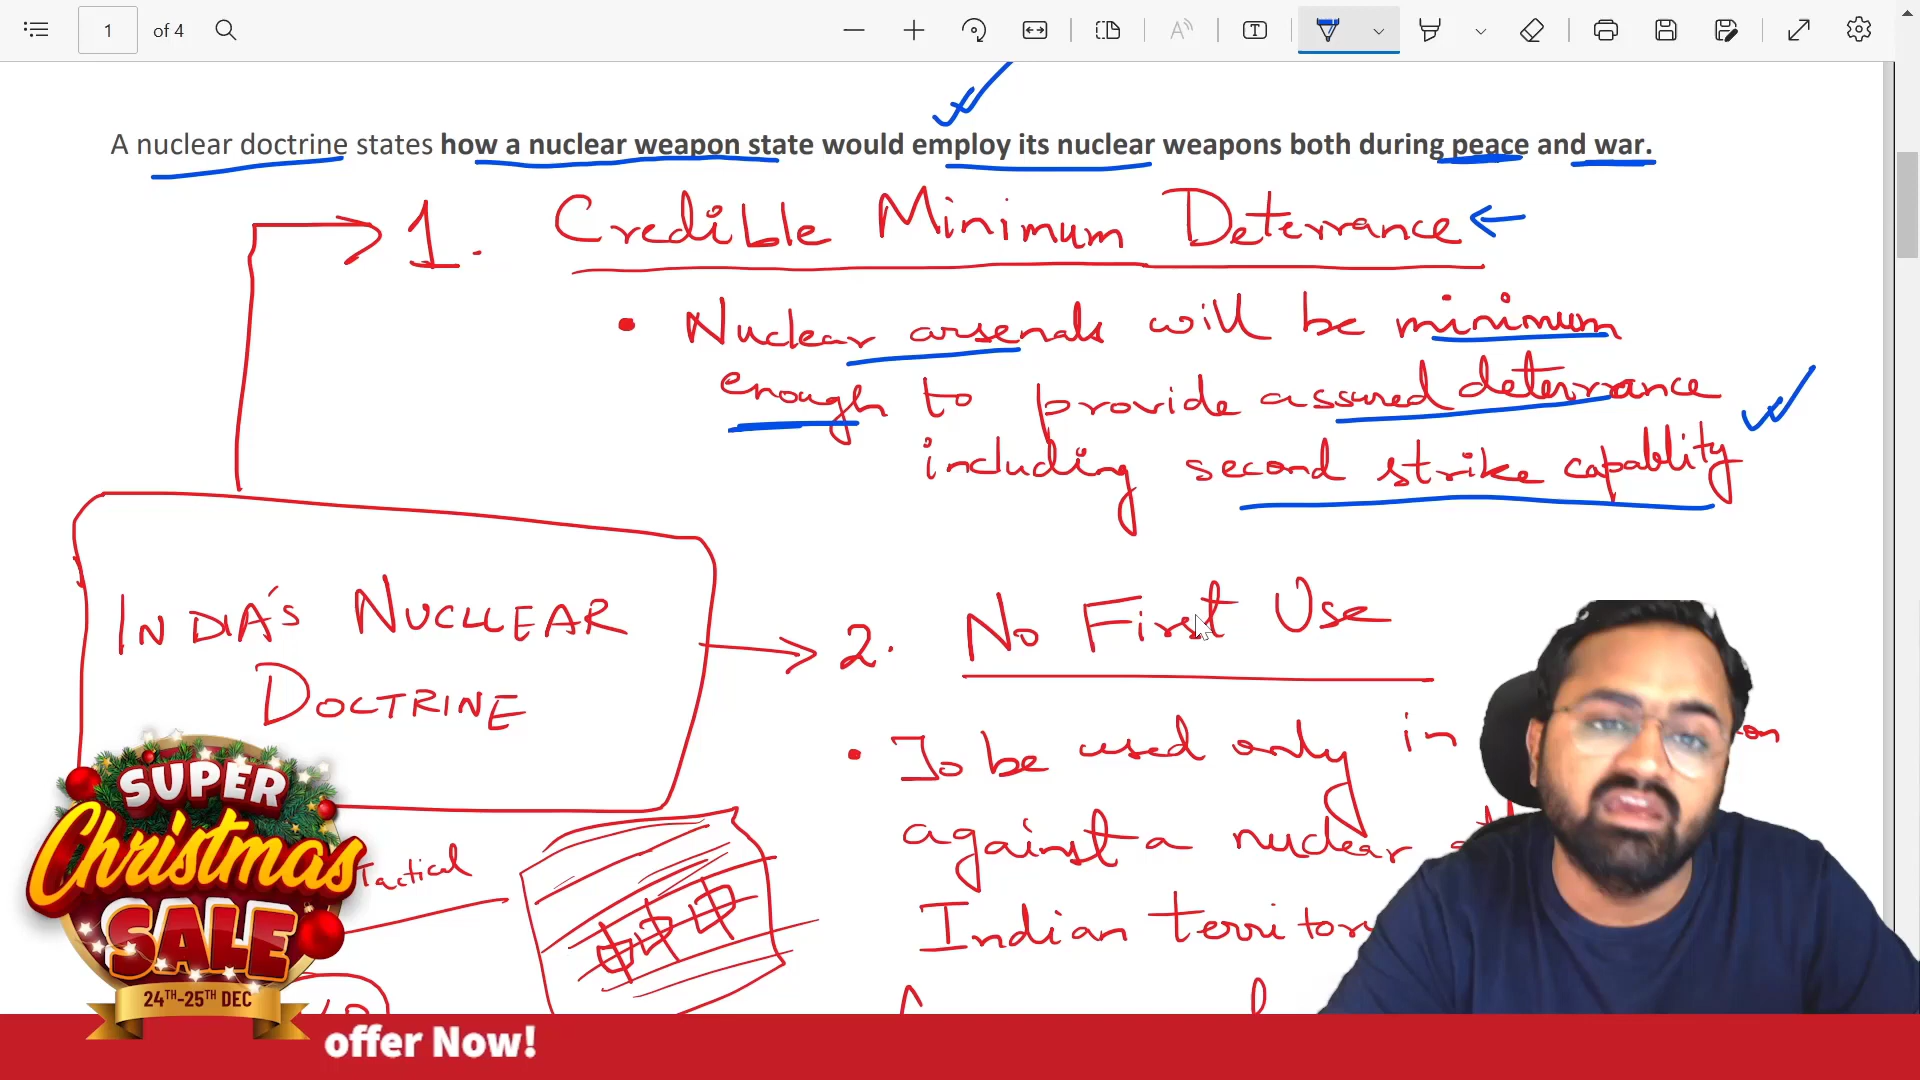 1 of 4
A nuclear doctrine states how a nuclear weapon state would employ its nuclear weapons both during peace and war.
1. Credible Minimum Deterrance
• Nuclear arsenals will be minimum
enough to provide assured deterrance
including second strike capablity
INDIA'S NUCLEAR
DOCTRINE
2. No First Use
• To be used only in
against a nuclear
Indian territory
Tactical
SUPER
Christmas
SALE
24TH-25TH DEC
offer Now!